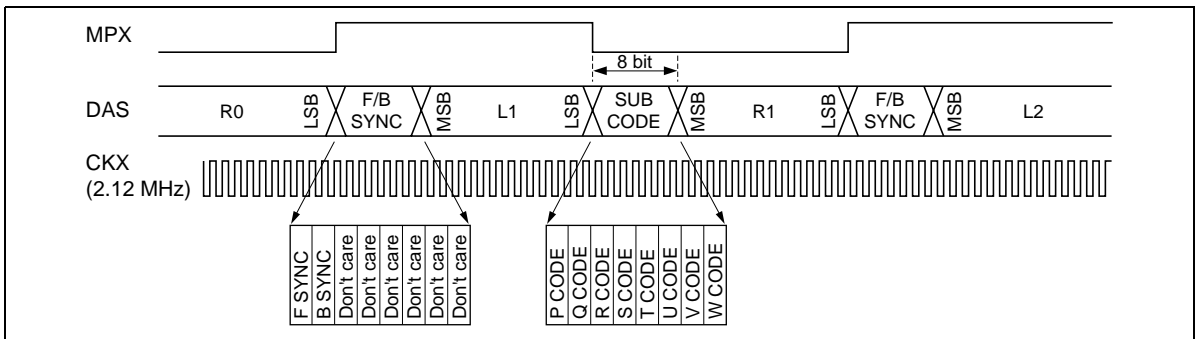 MPX
8 bit
DAS
R0
LSB
F/B
SYNC
MSB
L1
LSB
SUB
CODE
MSB
R1
LSB
F/B
SYNC
MSB
L2
CKX
(2.12 MHz)
F SYNC
B SYNC
Don't care
Don't care
Don't care
Don't care
Don't care
Don't care
P CODE
Q CODE
R CODE
S CODE
T CODE
U CODE
V CODE
W CODE